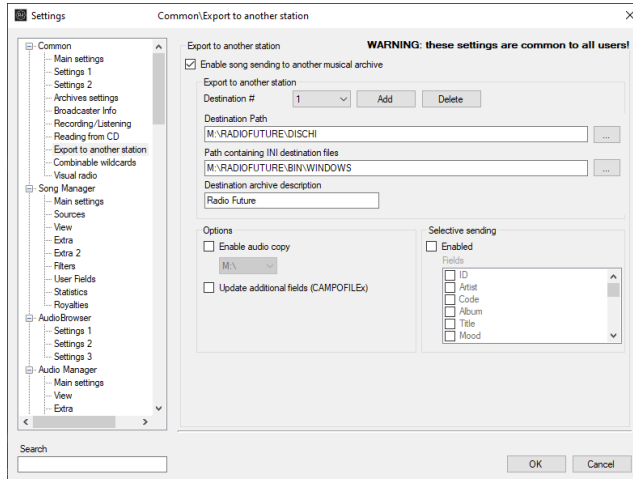 Settings
Common\Export to another station
Common
Main settings
Settings 1
Settings 2
Archives settings
Broadcaster Info
Recording/Listening
Reading from CD
Export to another station
Combinable wildcards
Visual radio
Song Manager
Main settings
Sources
View
Extra
Extra 2
Filters
User Fields
Statistics
Royalties
AudioBrowser
Settings 1
Settings 2
Settings 3
Audio Manager
Main settings
View
Extra
Search
Export to another station
WARNING: these settings are common to all users!
Enable song sending to another musical archive
Export to another station
Destination # 1 Add Delete
Destination Path
M:\RADIOFUTURE\DISCHI
...
Path containing INI destination files
M:\RADIOFUTURE\BIN\WINDOWS
...
Destination archive description
Radio Future
Options
Enable audio copy
M:\
Update additional fields (CAMPOFILEx)
Selective sending
Enabled
Fields
ID
Artist
Code
Album
Title
Mood
OK Cancel